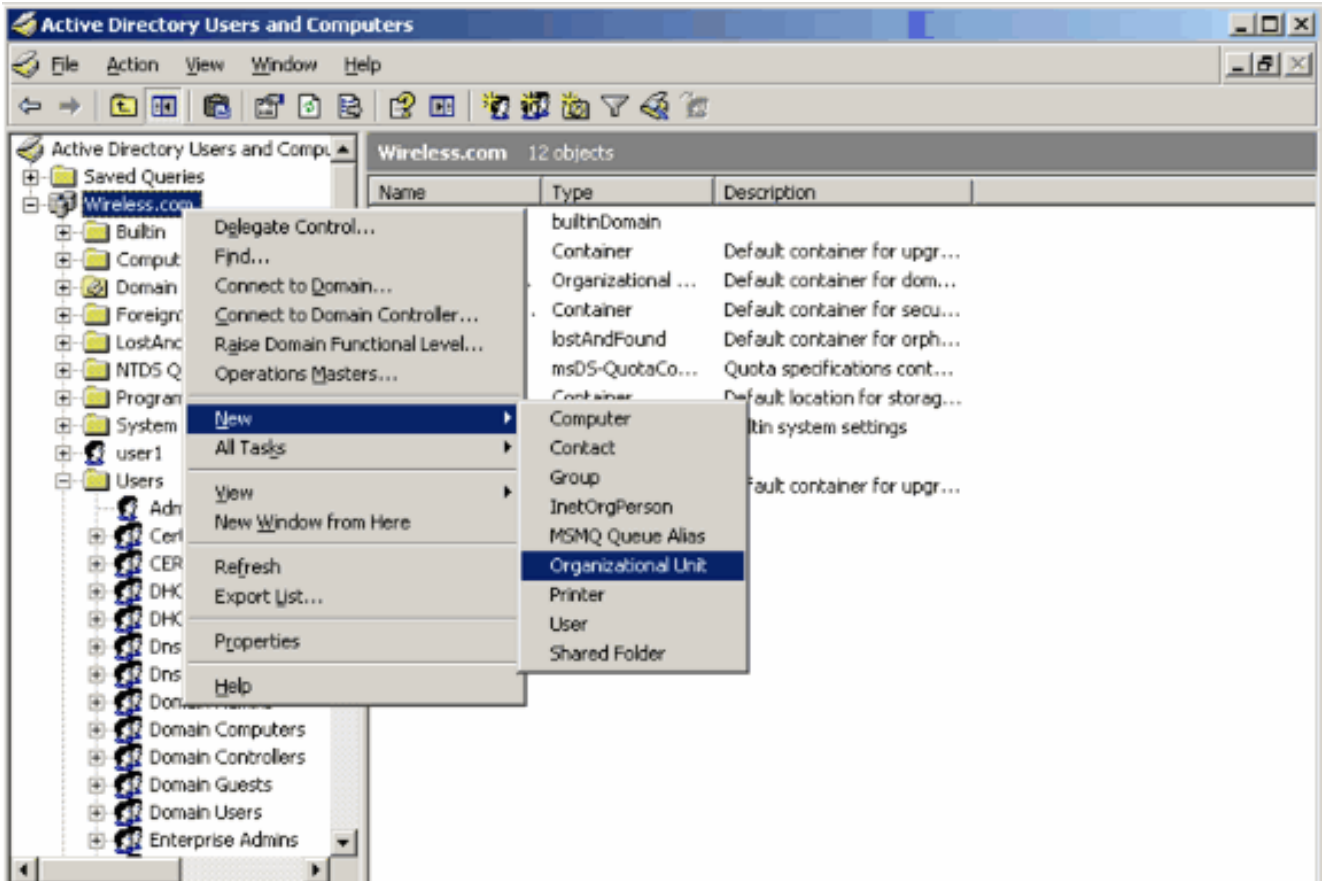 Active Directory Users and Computers
File Action View Window Help
Active Directory Users and Compu
Wireless.com 12 objects
Saved Queries
Name Type Description
Wireless.com
Builtin
Comput
Domain
Foreign
LostAnd
NTDS Q
Program
System
user1
Users
Adm
Cert
CER
DHC
DHC
Dns
Dns
Domain Admins
Domain Computers
Domain Controllers
Domain Guests
Domain Users
Enterprise Admins
Delegate Control...
Find...
Connect to Domain...
Connect to Domain Controller...
Raise Domain Functional Level...
Operations Masters...
New
All Tasks
View
New Window from Here
Refresh
Export List...
Properties
Help
Computer
Contact
Group
InetOrgPerson
MSMQ Queue Alias
Organizational Unit
Printer
User
Shared Folder
builtinDomain
Container Default container for upgr...
Organizational ... Default container for dom...
Container Default container for secu...
lostAndFound Default container for orph...
msDS-QuotaCo... Quota specifications cont...
Container Default location for storag...
ltin system settings
fault container for upgr...